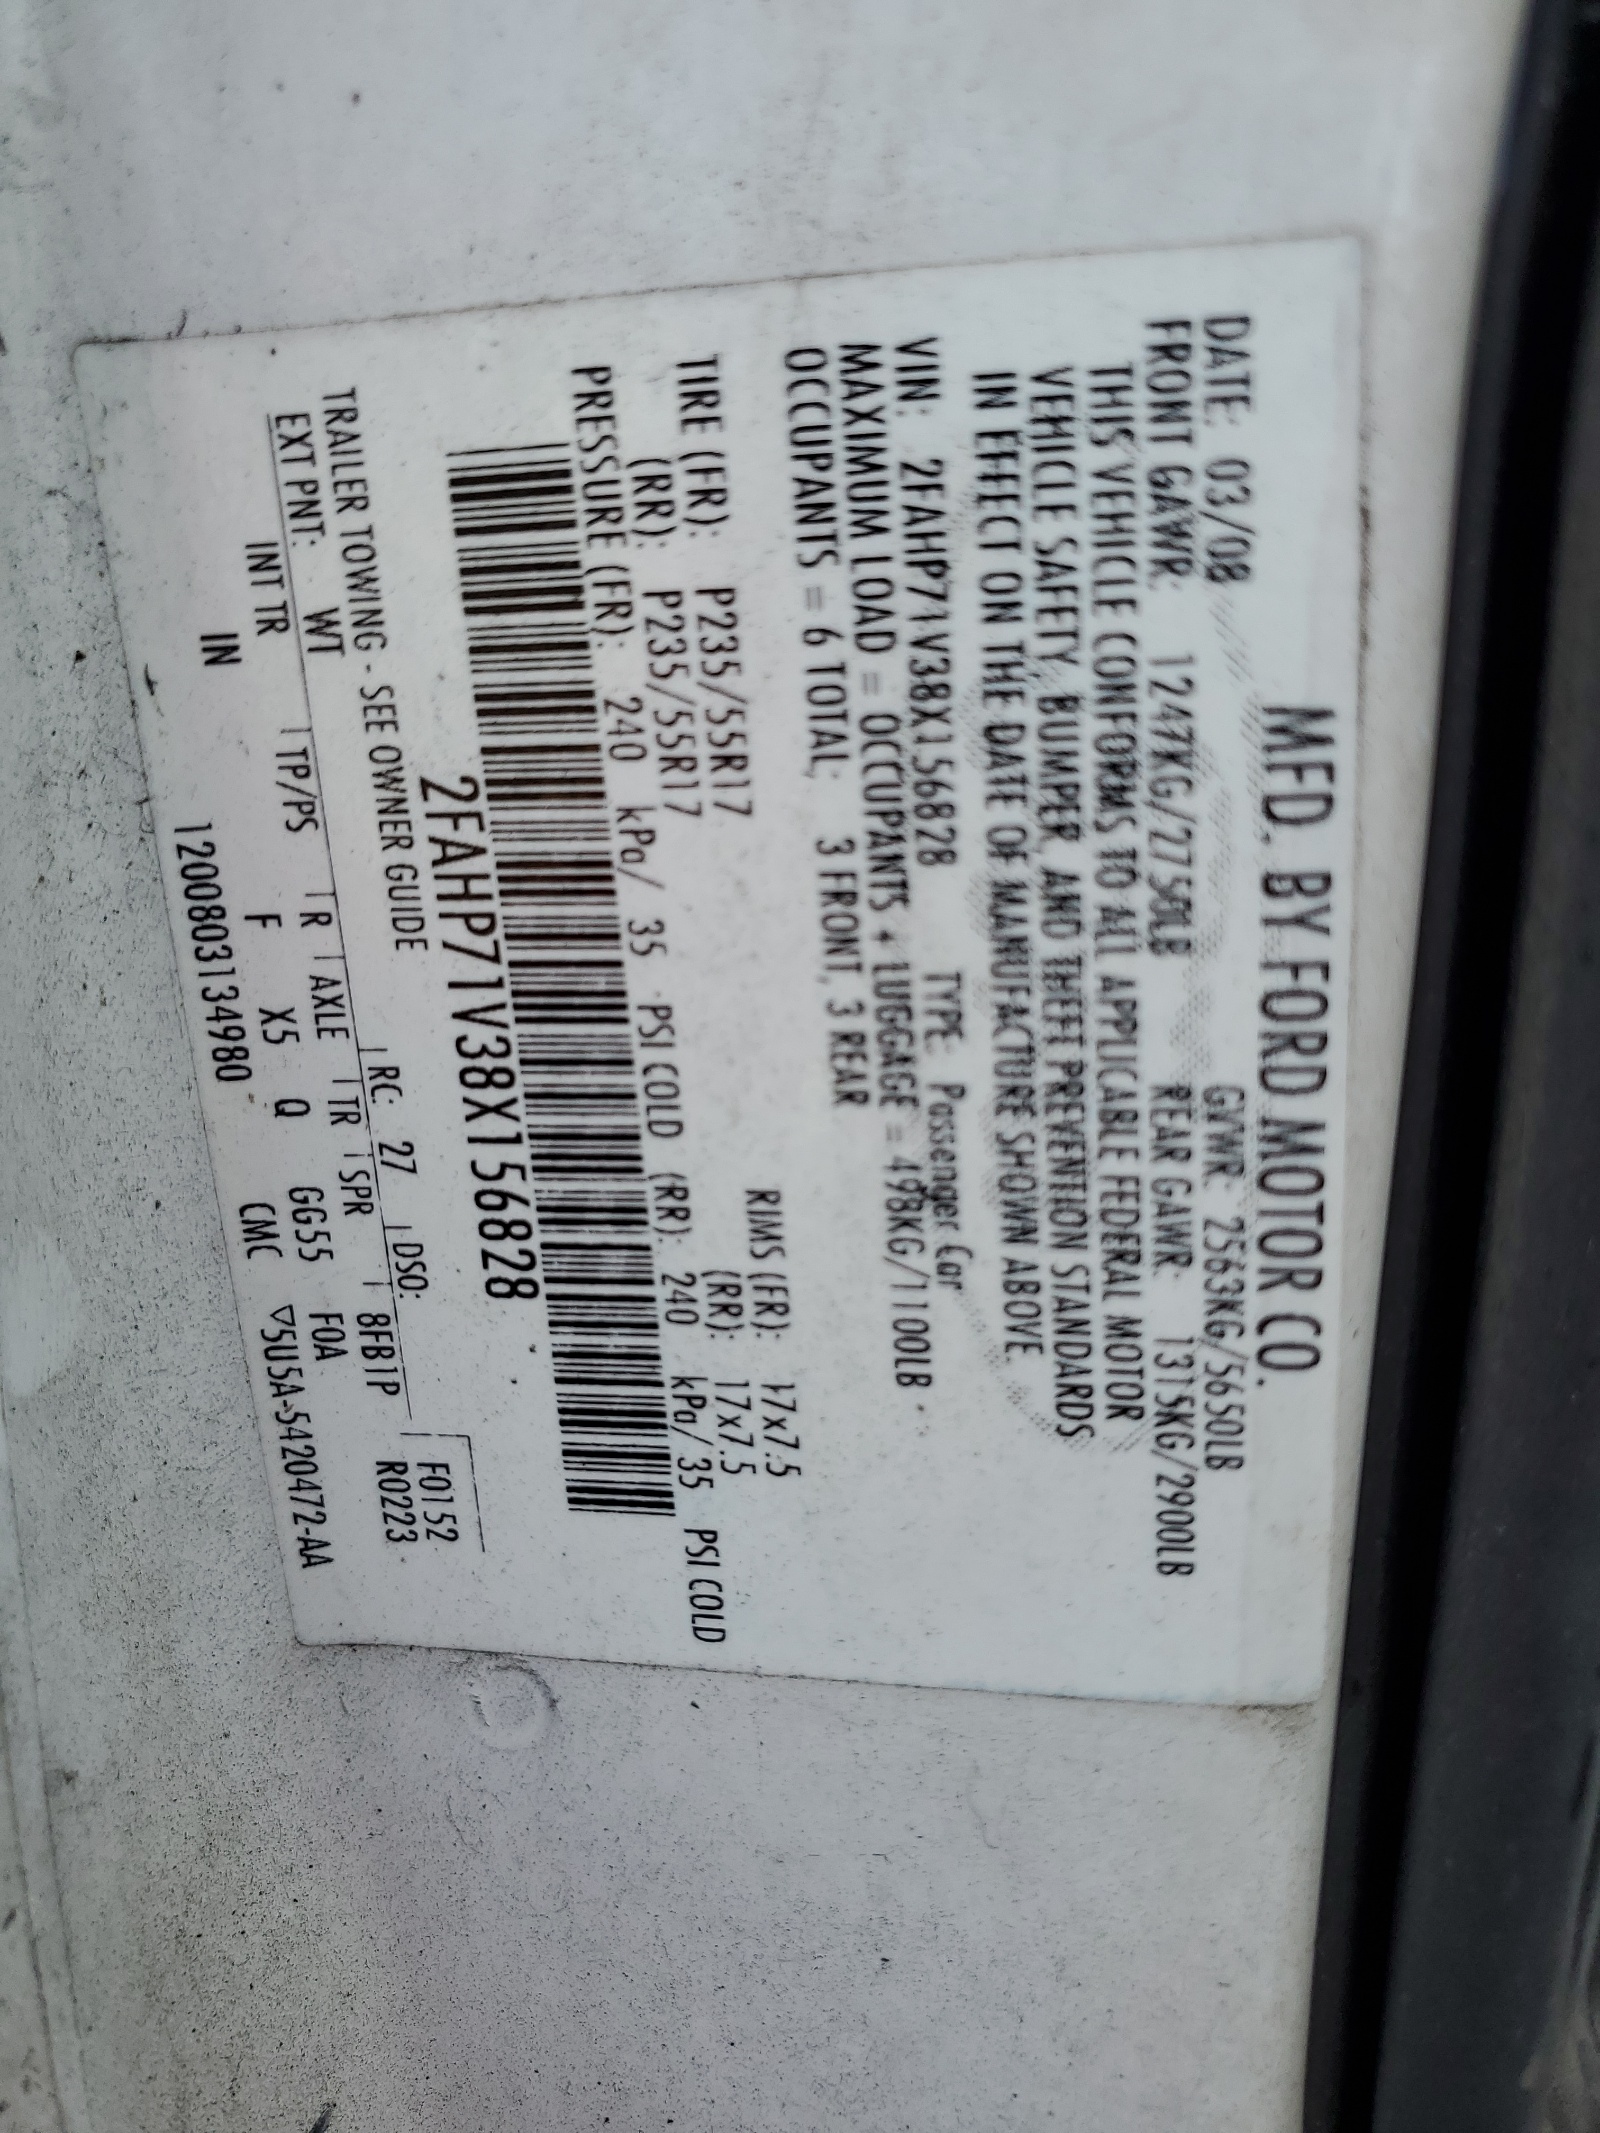 MFD. BY FORD MOTOR CO.
DATE: 03/08 GVWR: 2563KG/5650LB
FRONT GAWR: 1247KG/2750LB REAR GAWR: 1315KG/2900LB
THIS VEHICLE CONFORMS TO ALL APPLICABLE FEDERAL MOTOR
VEHICLE SAFETY, BUMPER, AND THEFT PREVENTION STANDARDS
IN EFFECT ON THE DATE OF MANUFACTURE SHOWN ABOVE.
VIN: 2FAHP71V38X156828 TYPE: Passenger Car
MAXIMUM LOAD = OCCUPANTS + LUGGAGE = 498KG/1100LB
OCCUPANTS = 6 TOTAL, 3 FRONT, 3 REAR
TIRE (FR): P235/55R17 RIMS (FR): 17x7.5
(RR): P235/55R17 (RR): 17x7.5
PRESSURE (FR): 240 kPa/ 35 PSI COLD (RR): 240 kPa/35 PSI COLD
2FAHP71V38X156828
TRAILER TOWING - SEE OWNER GUIDE
F0152
EXT PNT: WT RC: 27 DSO: R0223
INT TR TP/PS R AXLE TR SPR 8FB1P
IN F X5 Q GG55 F0A
1200803134980 CMC ▽5U5A-5420472-AA